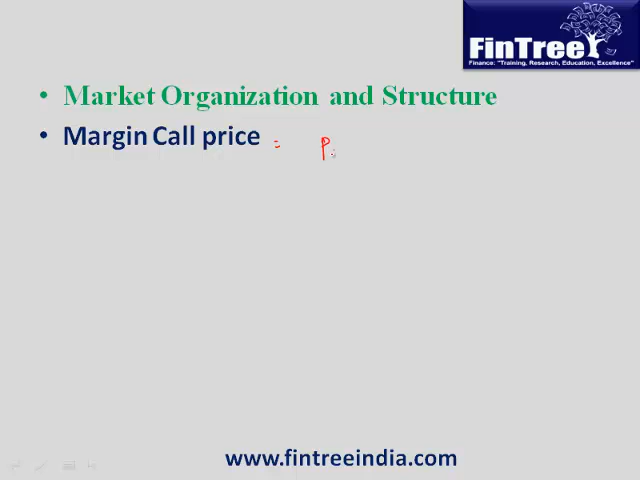 FinTree
Finance: "Training, Research, Education, Excellence"
• Market Organization and Structure
• Margin Call price = P
www.fintreeindia.com